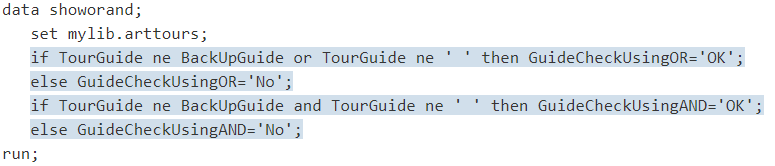 data showorand;
set mylib.arttours;
if TourGuide ne BackUpGuide or TourGuide ne ' ' then GuideCheckUsingOR='OK';
else GuideCheckUsingOR='No';
if TourGuide ne BackUpGuide and TourGuide ne ' ' then GuideCheckUsingAND='OK';
else GuideCheckUsingAND='No';
run;